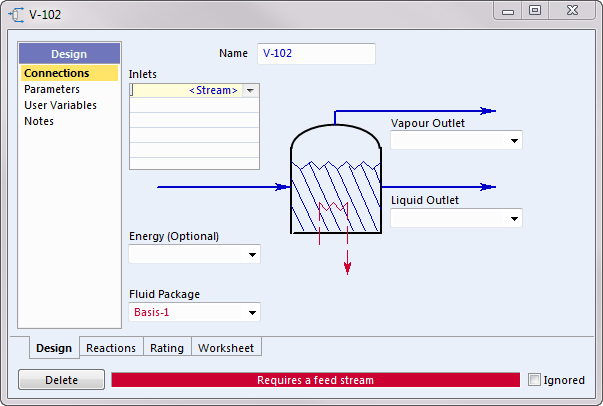 V-102
Design
Connections
Parameters
User Variables
Notes
Name V-102
Inlets
<Stream>
Vapour Outlet
Liquid Outlet
Energy (Optional)
Fluid Package
Basis-1
Design Reactions Rating Worksheet
Delete Requires a feed stream Ignored